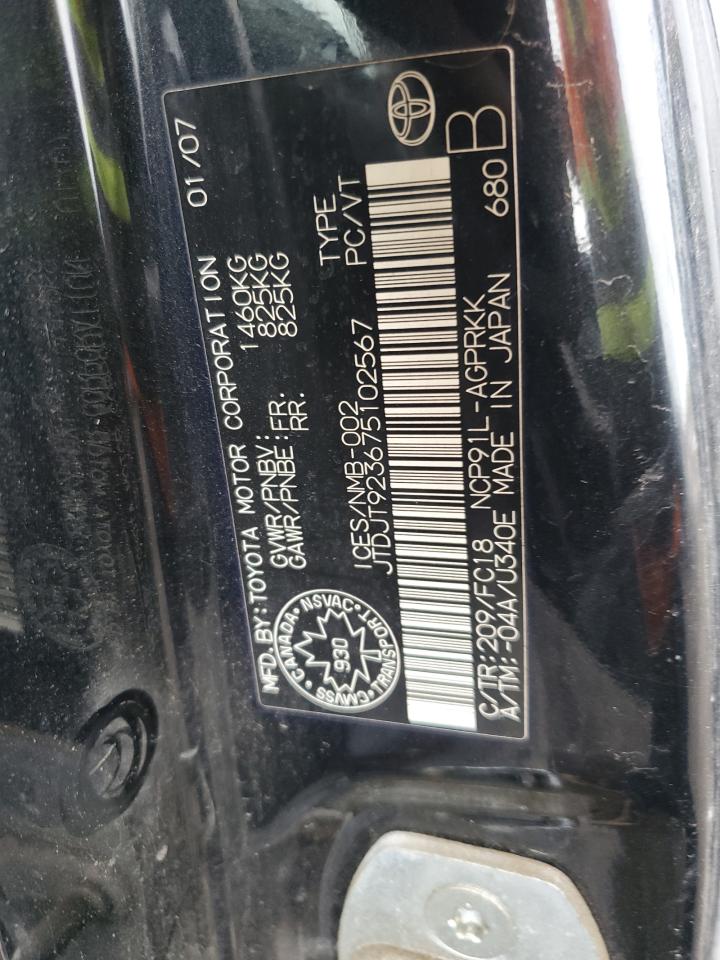 MFD. BY: TOYOTA MOTOR CORPORATION 01/07
GVWR/PNBV: 1460KG
GAWR/PNBE: FR. 825KG
RR. 825KG
CANADA • NSVAC • TRANSPORT • CMVSS •
930
ICES/NMB-002 TYPE
JTDJT923675102567 PC/VT
C/TR: 209/FC18 NCP91L-AGPRKK 680 B
A/TM: -04A/U340E MADE IN JAPAN